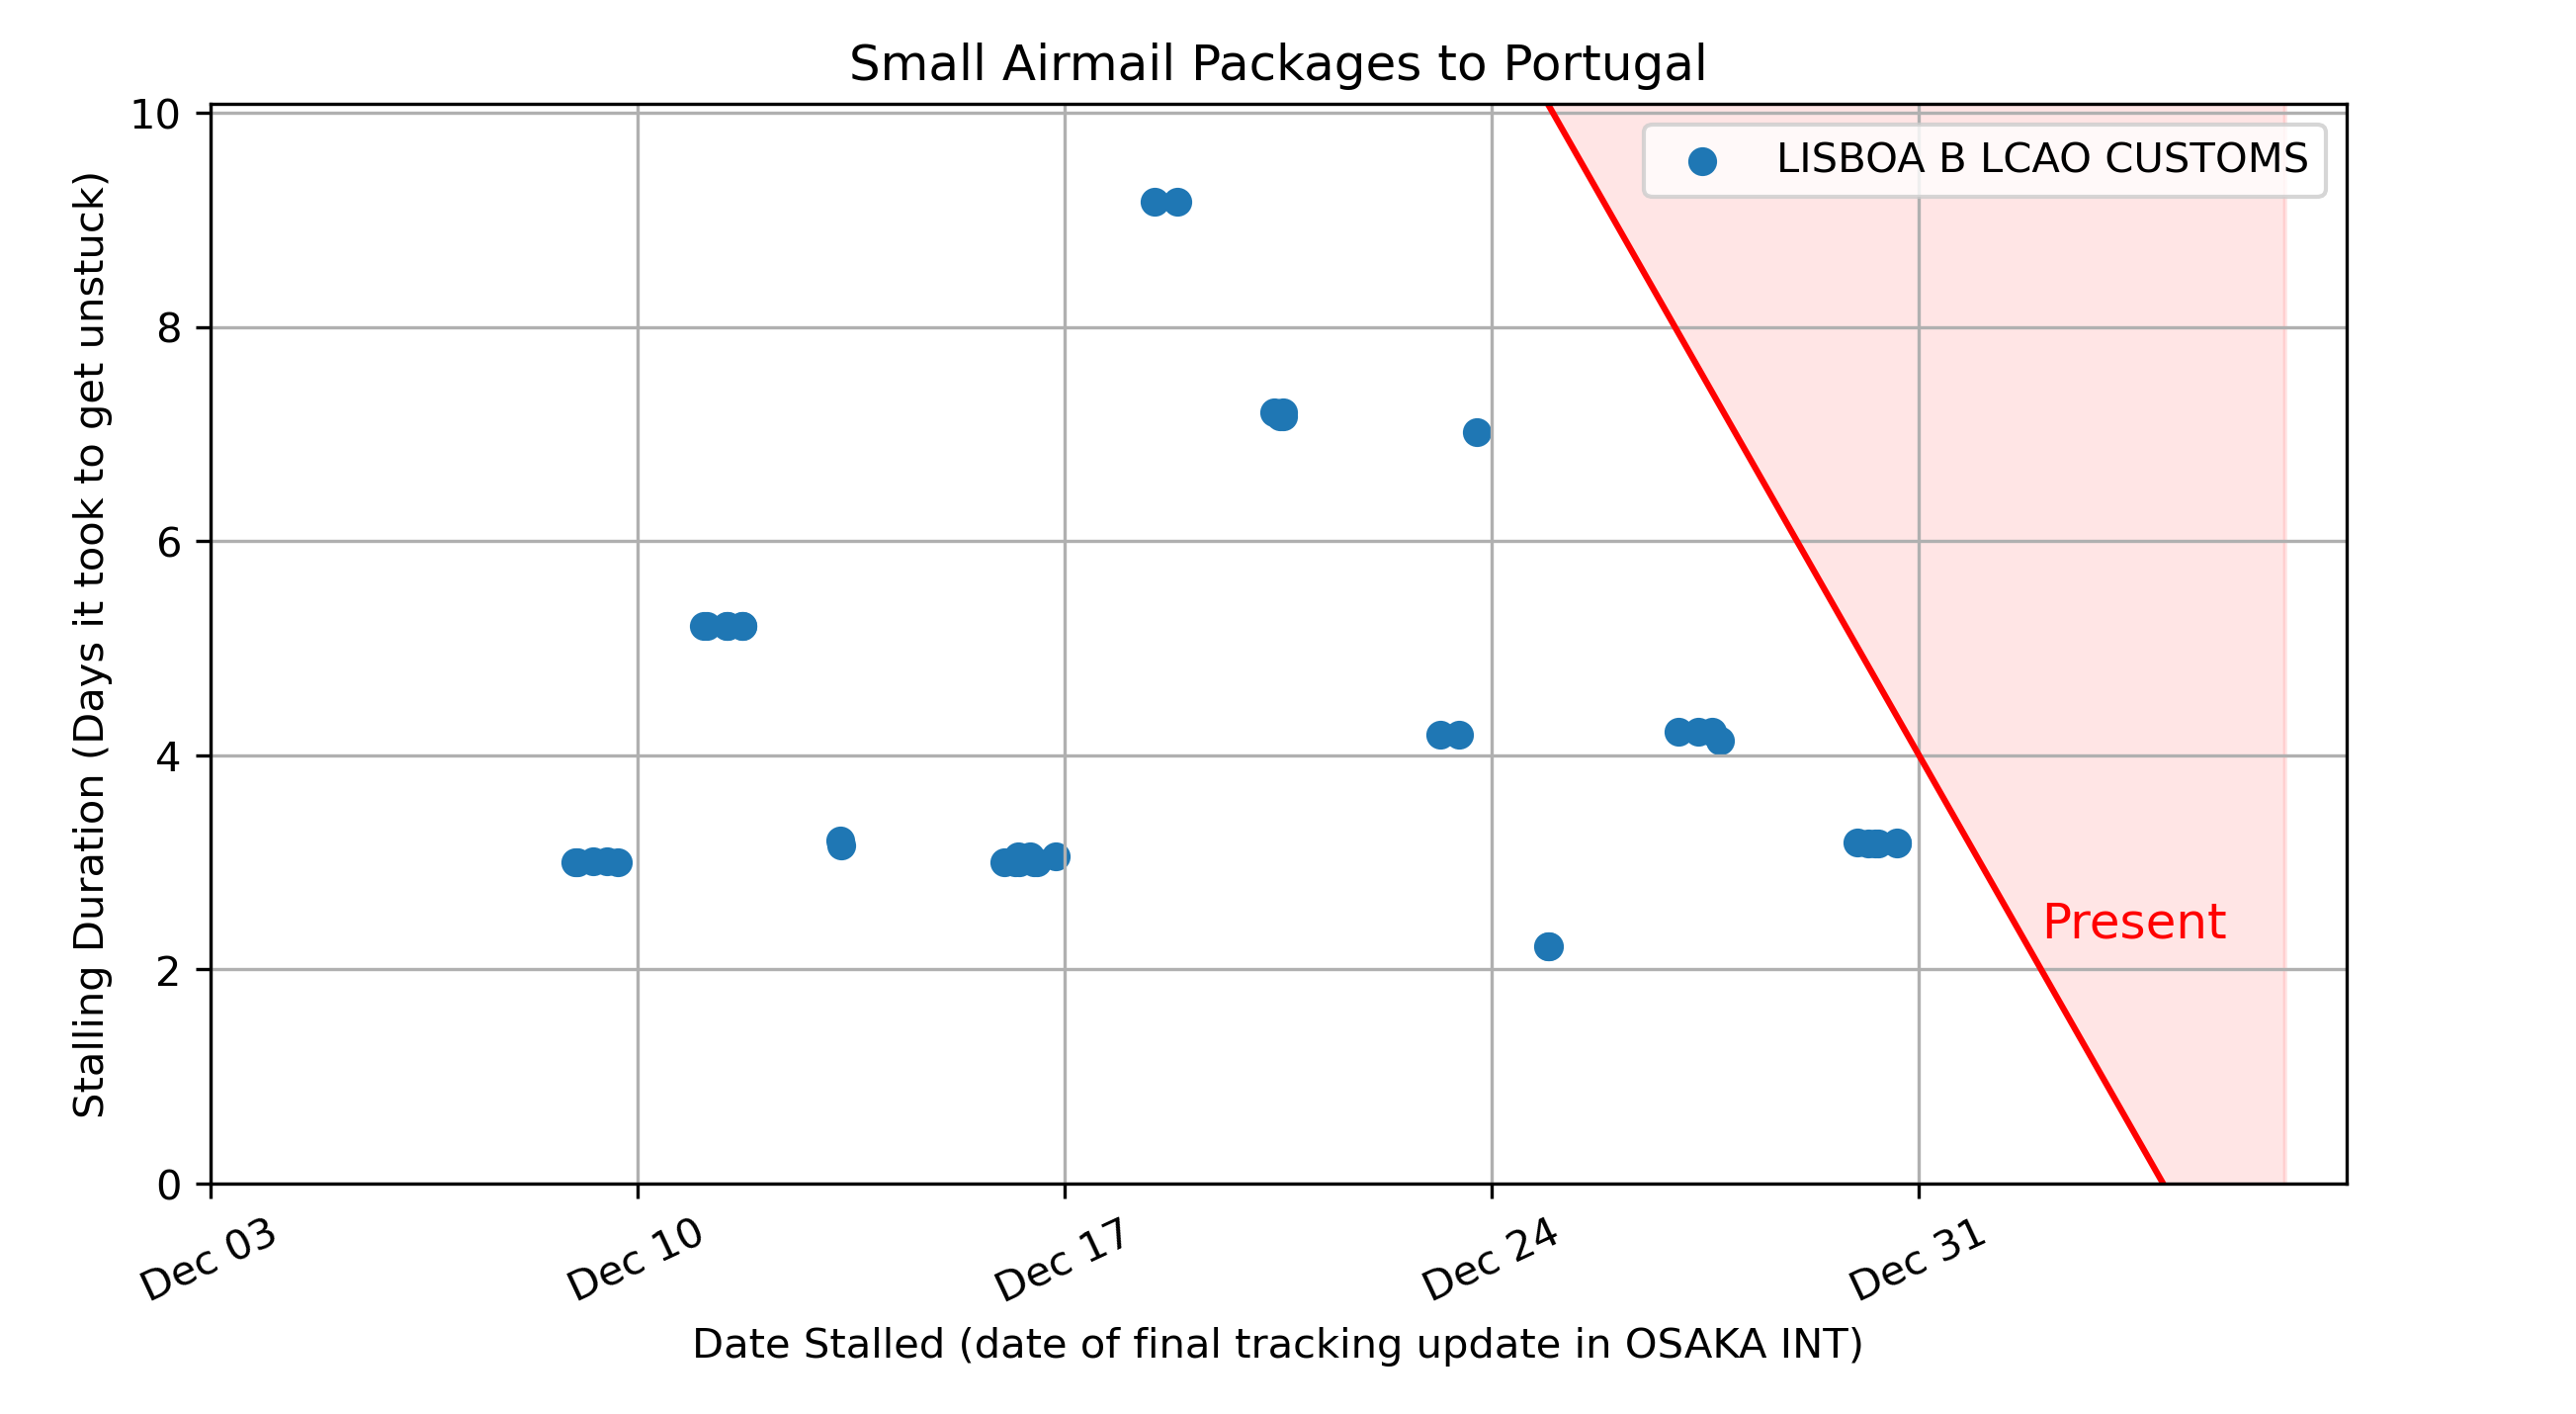 Small Airmail Packages to Portugal
LISBOA B LCAO CUSTOMS
Stalling Duration (Days it took to get unstuck)
10
8
6
4
2
0
Present
Dec 03
Dec 10
Dec 17
Dec 24
Dec 31
Date Stalled (date of final tracking update in OSAKA INT)